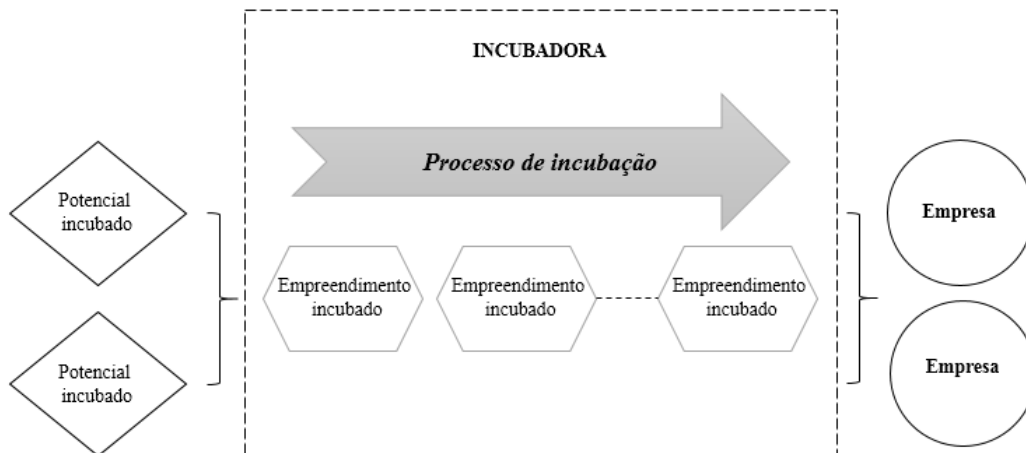 INCUBADORA
Processo de incubação
Potencial
incubado
Potencial
incubado
Empreendimento
incubado
Empreendimento
incubado
Empreendimento
incubado
Empresa
Empresa